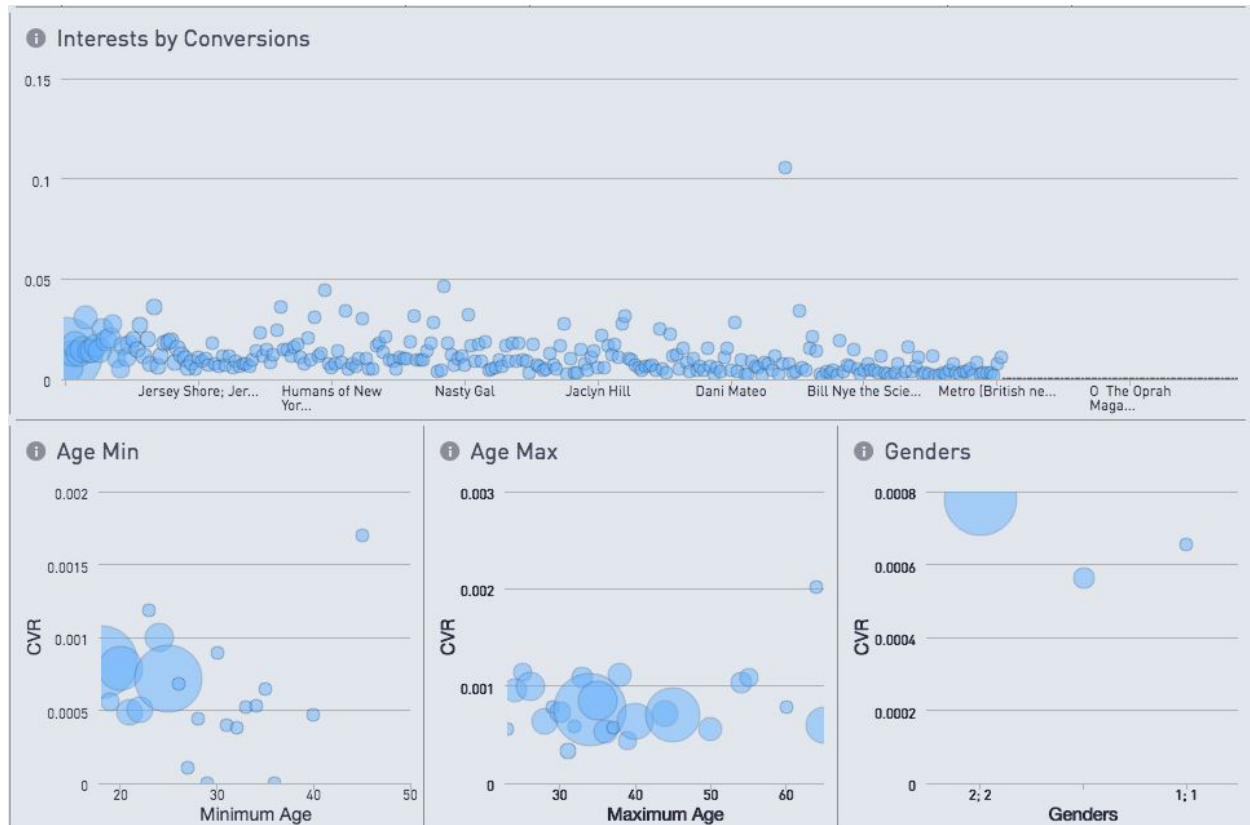 Interests by Conversions
0.15
0.1
0.05
0
Jersey Shore; Jer...
Humans of New
Yor...
Nasty Gal
Jaclyn Hill
Dani Mateo
Bill Nye the Scie...
Metro (British ne...
O The Oprah
Maga...
Age Min
0.002
0.0015
0.001
0.0005
0
CVR
20
30
40
50
Minimum Age
Age Max
0.003
0.002
0.001
0
CVR
30
40
50
60
Maximum Age
Genders
0.0008
0.0006
0.0004
0.0002
0
CVR
2; 2
1; 1
Genders